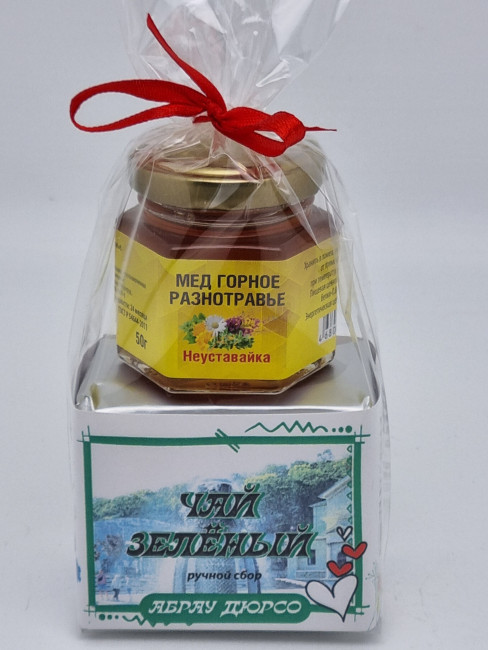 МЕД ГОРНОЕ
РАЗНОТРАВЬЕ
Неуставайка
50г
ЧАЙ
ЗЕЛЁНЫЙ
ручной сбор
АБРАУ ДЮРСО